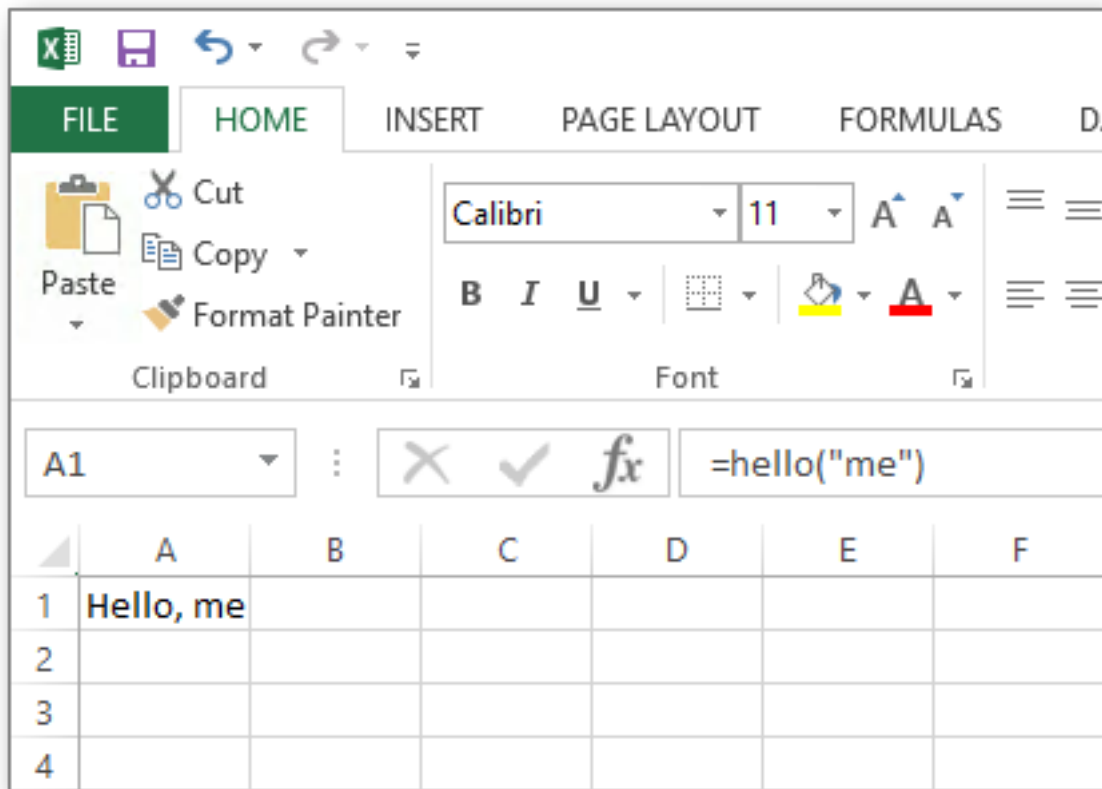 FILE HOME INSERT PAGE LAYOUT FORMULAS
Cut
Calibri 11
Copy
Paste
B I U A
Format Painter
Clipboard Font
A1 fx =hello("me")
A B C D E F
1 Hello, me
2
3
4